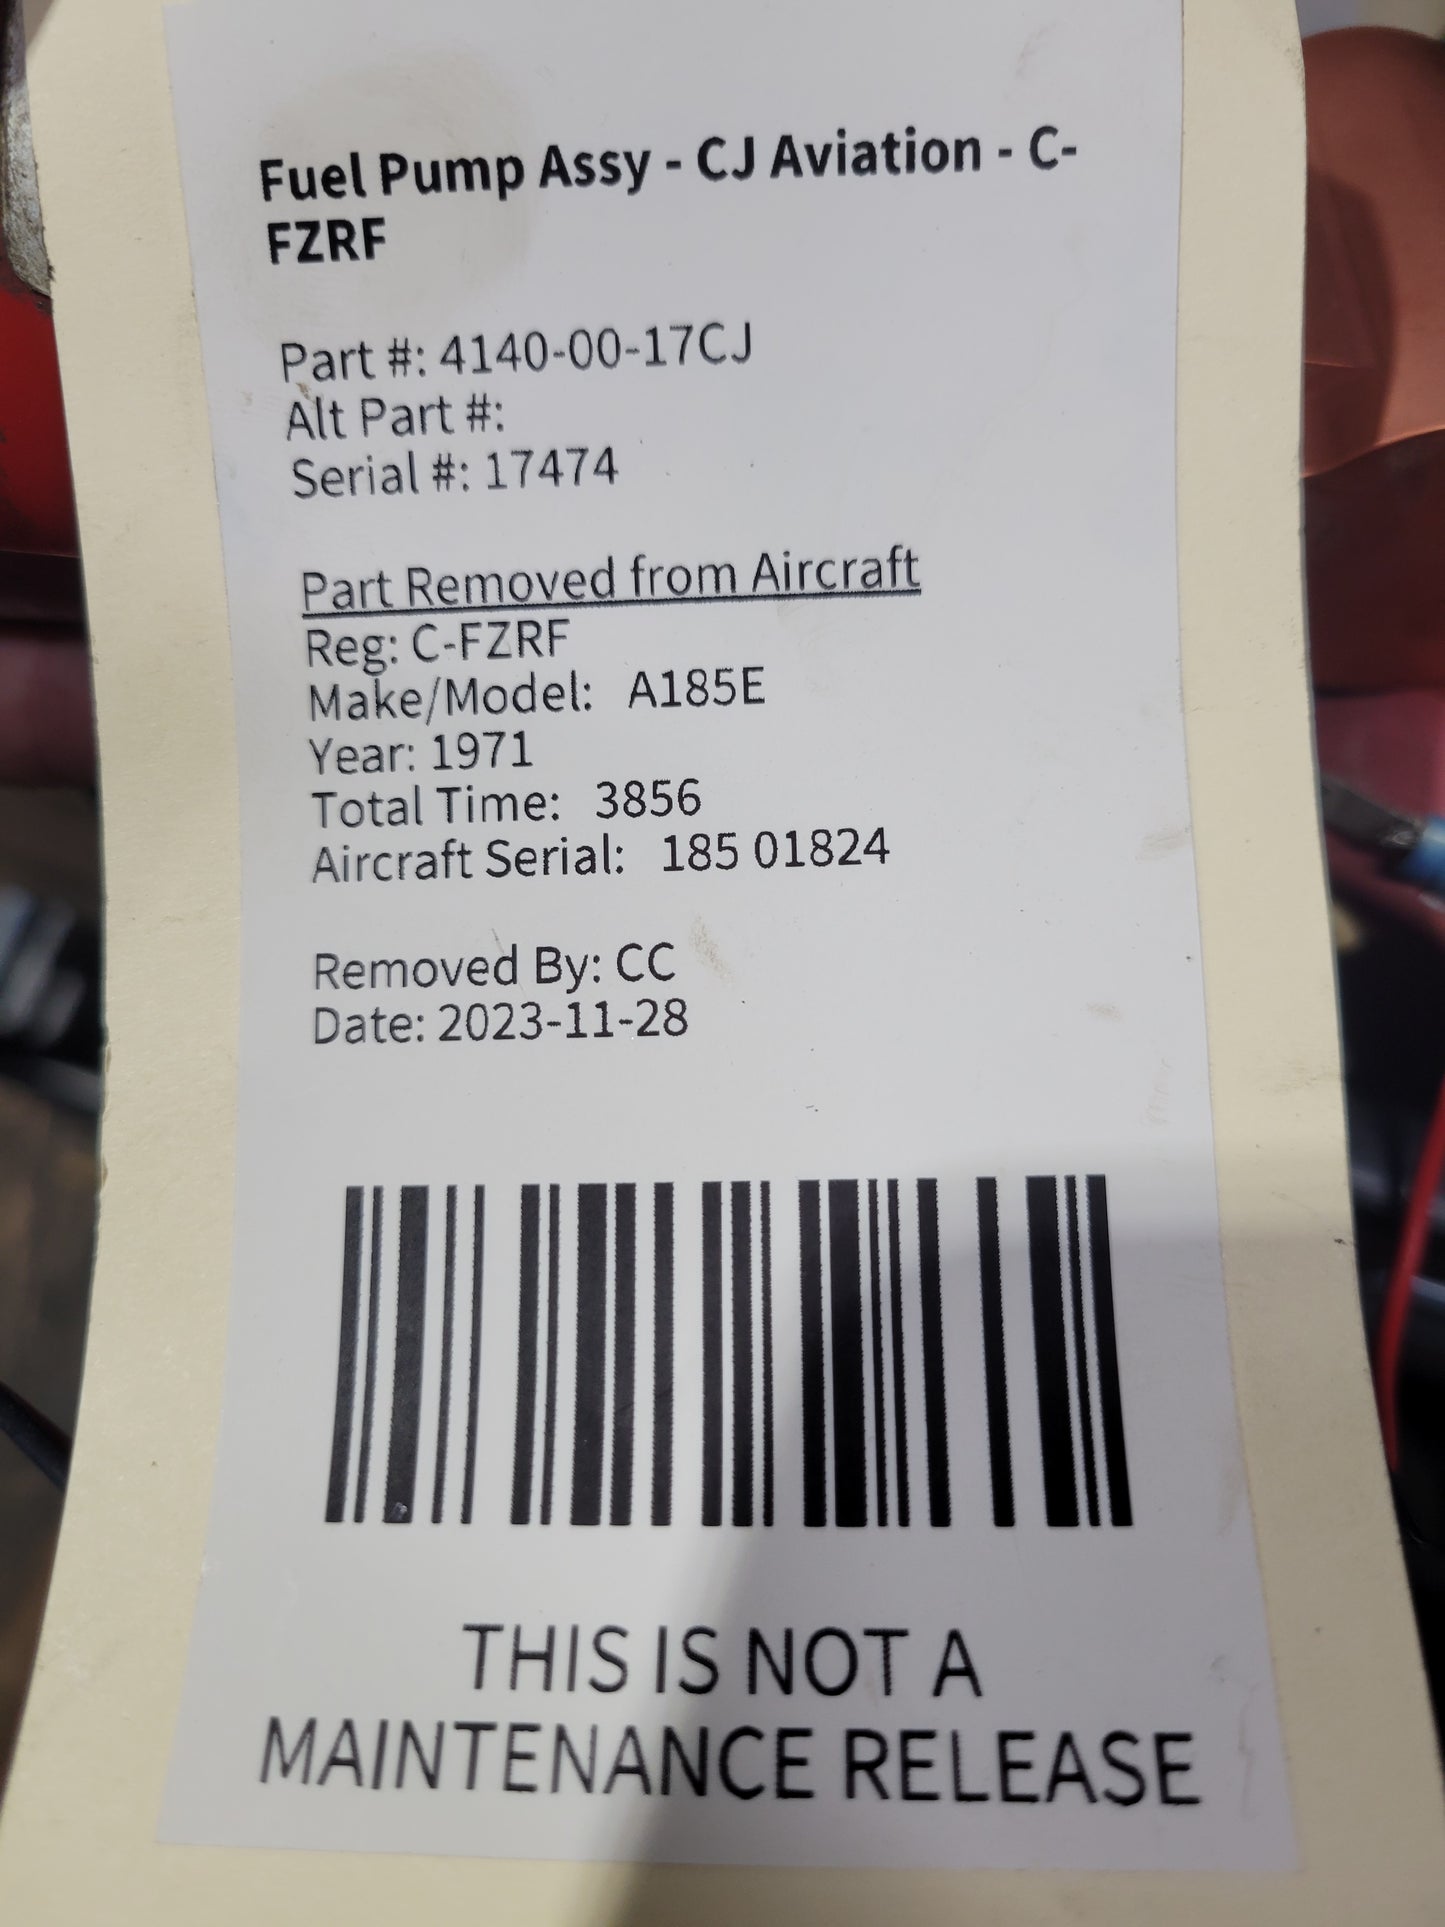 Fuel Pump Assy - CJ Aviation - C-
FZRF
Part #: 4140-00-17CJ
Alt Part #:
Serial #: 17474
Part Removed from Aircraft
Reg: C-FZRF
Make/Model: A185E
Year: 1971
Total Time: 3856
Aircraft Serial: 185 01824
Removed By: CC
Date: 2023-11-28
THIS IS NOT A
MAINTENANCE RELEASE